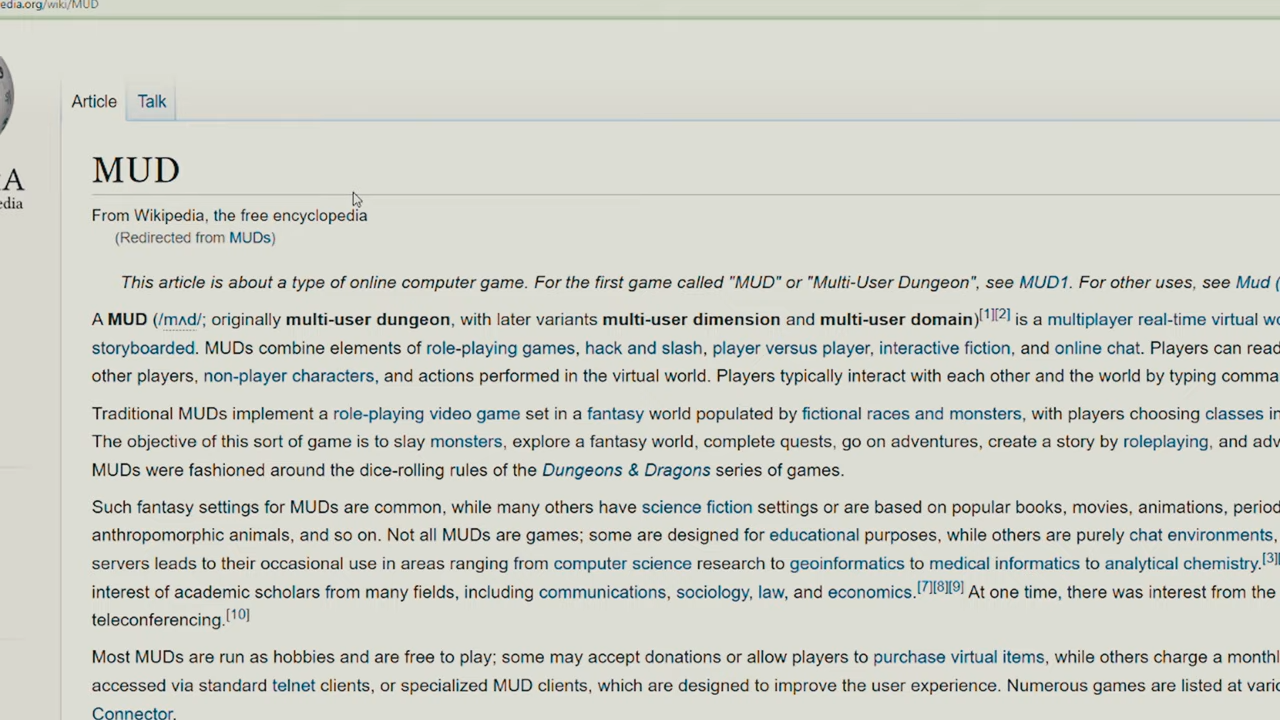 edia.org/wiki/MUD
Article Talk
MUD
From Wikipedia, the free encyclopedia
(Redirected from MUDs)
This article is about a type of online computer game. For the first game called "MUD" or "Multi-User Dungeon", see MUD1. For other uses, see Mud (
A MUD (/mʌd/; originally multi-user dungeon, with later variants multi-user dimension and multi-user domain)[1][2] is a multiplayer real-time virtual wo
storyboarded. MUDs combine elements of role-playing games, hack and slash, player versus player, interactive fiction, and online chat. Players can read
other players, non-player characters, and actions performed in the virtual world. Players typically interact with each other and the world by typing comma
Traditional MUDs implement a role-playing video game set in a fantasy world populated by fictional races and monsters, with players choosing classes in
The objective of this sort of game is to slay monsters, explore a fantasy world, complete quests, go on adventures, create a story by roleplaying, and adv
MUDs were fashioned around the dice-rolling rules of the Dungeons & Dragons series of games.
Such fantasy settings for MUDs are common, while many others have science fiction settings or are based on popular books, movies, animations, period
anthropomorphic animals, and so on. Not all MUDs are games; some are designed for educational purposes, while others are purely chat environments,
servers leads to their occasional use in areas ranging from computer science research to geoinformatics to medical informatics to analytical chemistry.[3][
interest of academic scholars from many fields, including communications, sociology, law, and economics.[7][8][9] At one time, there was interest from the
teleconferencing.[10]
Most MUDs are run as hobbies and are free to play; some may accept donations or allow players to purchase virtual items, while others charge a monthl
accessed via standard telnet clients, or specialized MUD clients, which are designed to improve the user experience. Numerous games are listed at vario
Connector.
A
edia